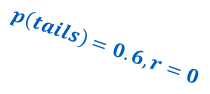 p(tails) = 0.6, r = 0